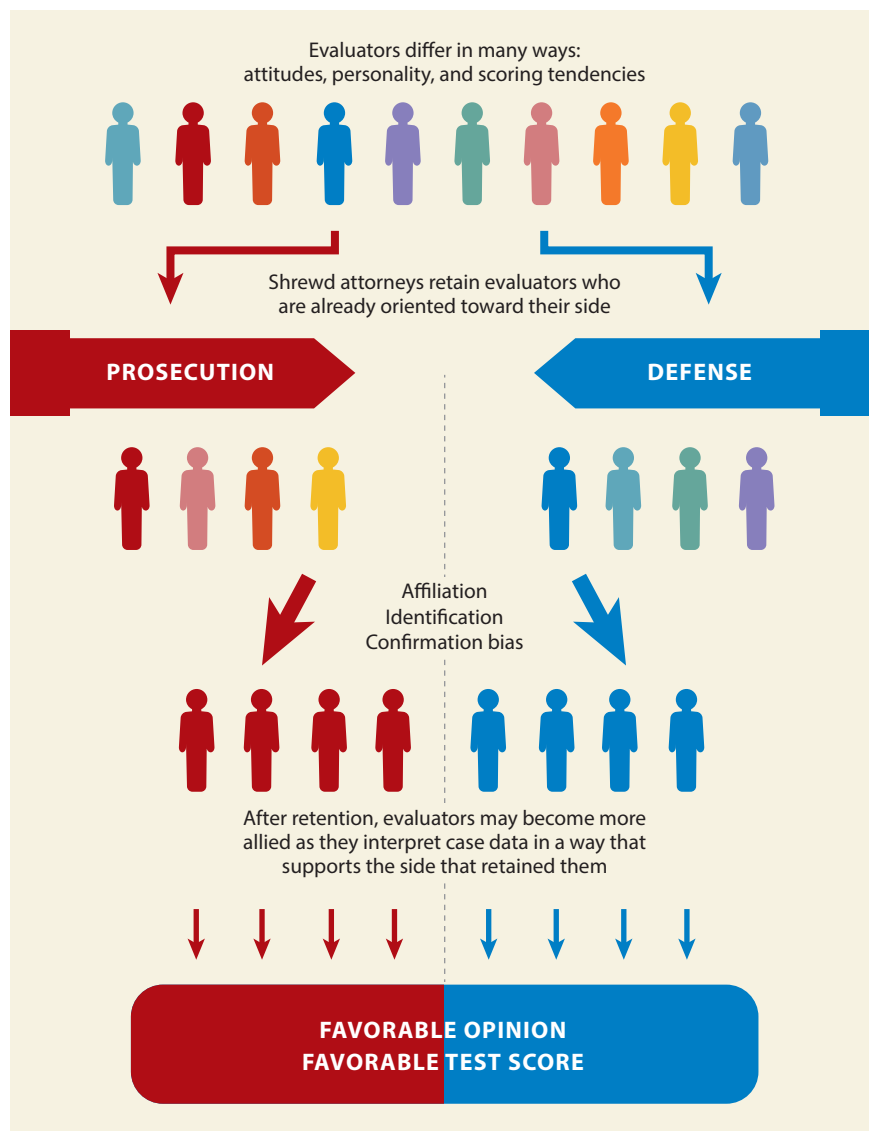 Evaluators differ in many ways:
attitudes, personality, and scoring tendencies
Shrewd attorneys retain evaluators who
are already oriented toward their side
PROSECUTION
DEFENSE
Affiliation
Identification
Confirmation bias
After retention, evaluators may become more
allied as they interpret case data in a way that
supports the side that retained them
FAVORABLE OPINION
FAVORABLE TEST SCORE